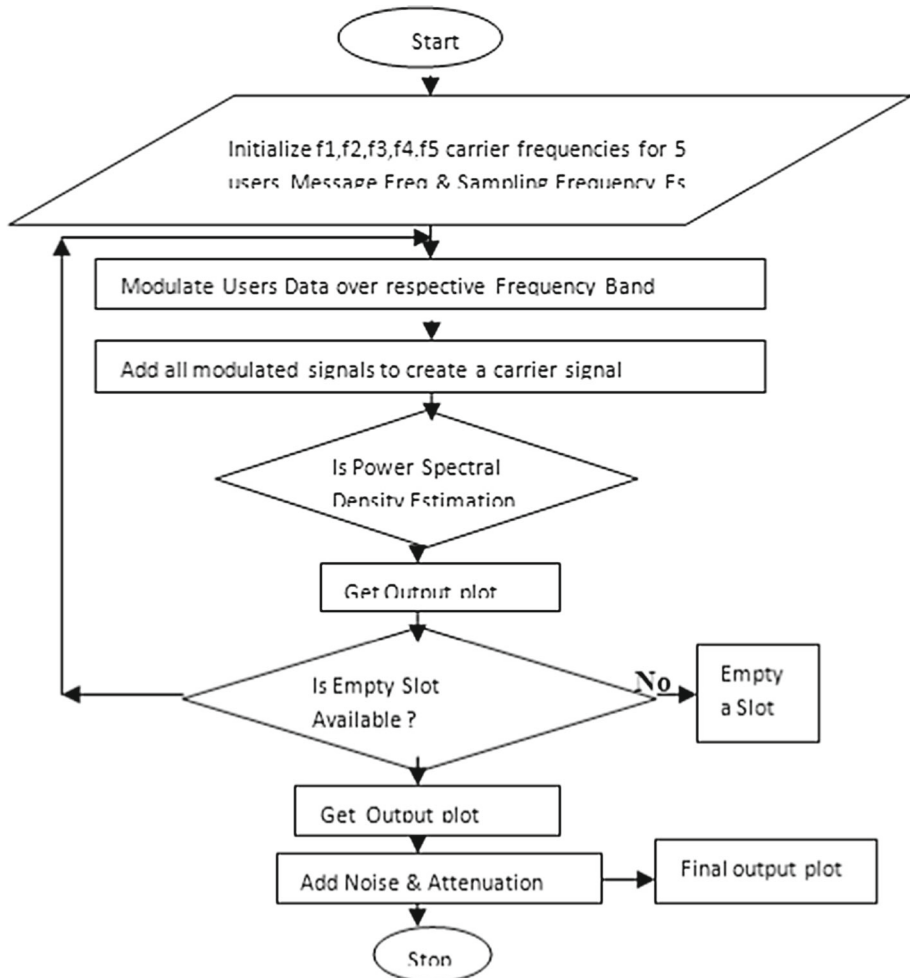 Start
Initialize f1,f2,f3,f4.f5 carrier frequencies for 5
users Message Freq & Sampling Frequency Fs
Modulate Users Data over respective Frequency Band
Add all modulated signals to create a carrier signal
Is Power Spectral
Density Estimation
Get Output plot
Is Empty Slot
Available ?
No
Empty
a Slot
Get Output plot
Add Noise & Attenuation
Final output plot
Stop